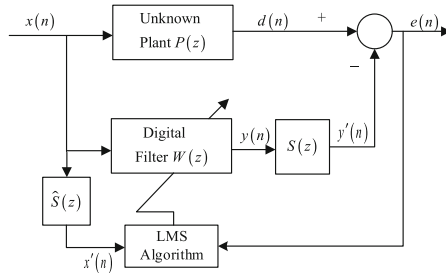 x(n)
Unknown
Plant P(z)
d(n)
+
e(n)
−
Digital
Filter W(z)
y(n)
S(z)
y′(n)
Ŝ(z)
x′(n)
LMS
Algorithm